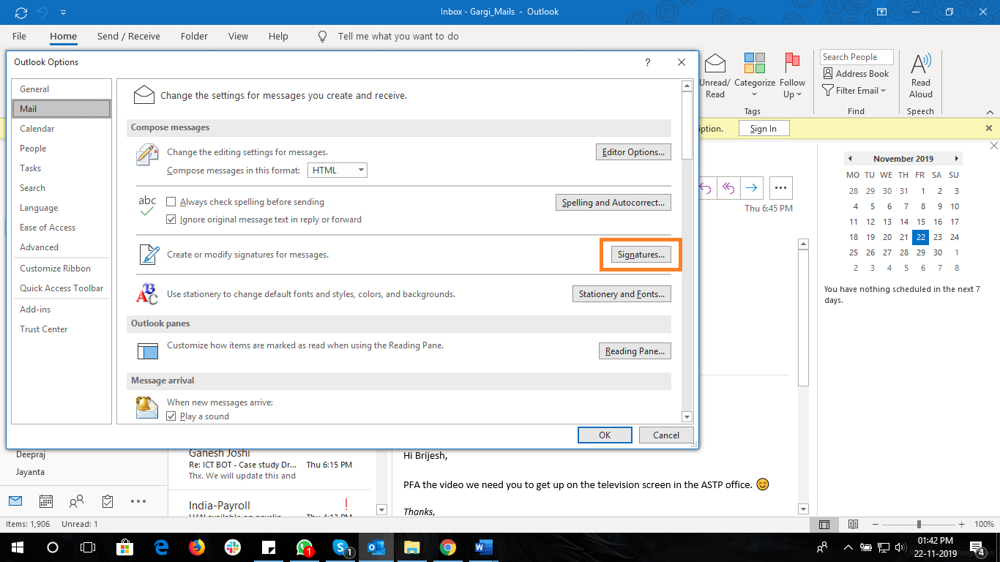 Inbox - Gargi_Mails - Outlook
File Home Send / Receive Folder View Help Tell me what you want to do
Outlook Options ?
General
Mail
Calendar
People
Tasks
Search
Language
Ease of Access
Advanced
Customize Ribbon
Quick Access Toolbar
Add-ins
Trust Center
Change the settings for messages you create and receive.
Compose messages
Change the editing settings for messages.
Editor Options...
Compose messages in this format: HTML
abc
Always check spelling before sending
Spelling and Autocorrect...
Ignore original message text in reply or forward
Create or modify signatures for messages.
Signatures...
Use stationery to change default fonts and styles, colors, and backgrounds.
Stationery and Fonts...
Outlook panes
Customize how items are marked as read when using the Reading Pane.
Reading Pane...
Message arrival
When new messages arrive:
Play a sound
OK Cancel
Unread/
Read
Categorize
Follow
Up
Tags
Search People
Address Book
Filter Email
Find
Read
Aloud
Speech
iption. Sign In
Thu 6:45 PM
November 2019
MO TU WE TH FR SA SU
28 29 30 31 1 2 3
4 5 6 7 8 9 10
11 12 13 14 15 16 17
18 19 20 21 22 23 24
25 26 27 28 29 30 1
2 3 4 5 6 7 8
You have nothing scheduled in the next 7
days.
Deepraj
Jayanta
Ganesh Joshi
Re: ICT BOT - Case study Dr... Thu 6:15 PM
Thx. We will update this and
India-Payroll
Hi Brijesh,
PFA the video we need you to get up on the television screen in the ASTP office. 😊
Thanks,
Items: 1,906 Unread: 1
100%
1
1
01:42 PM
22-11-2019
4